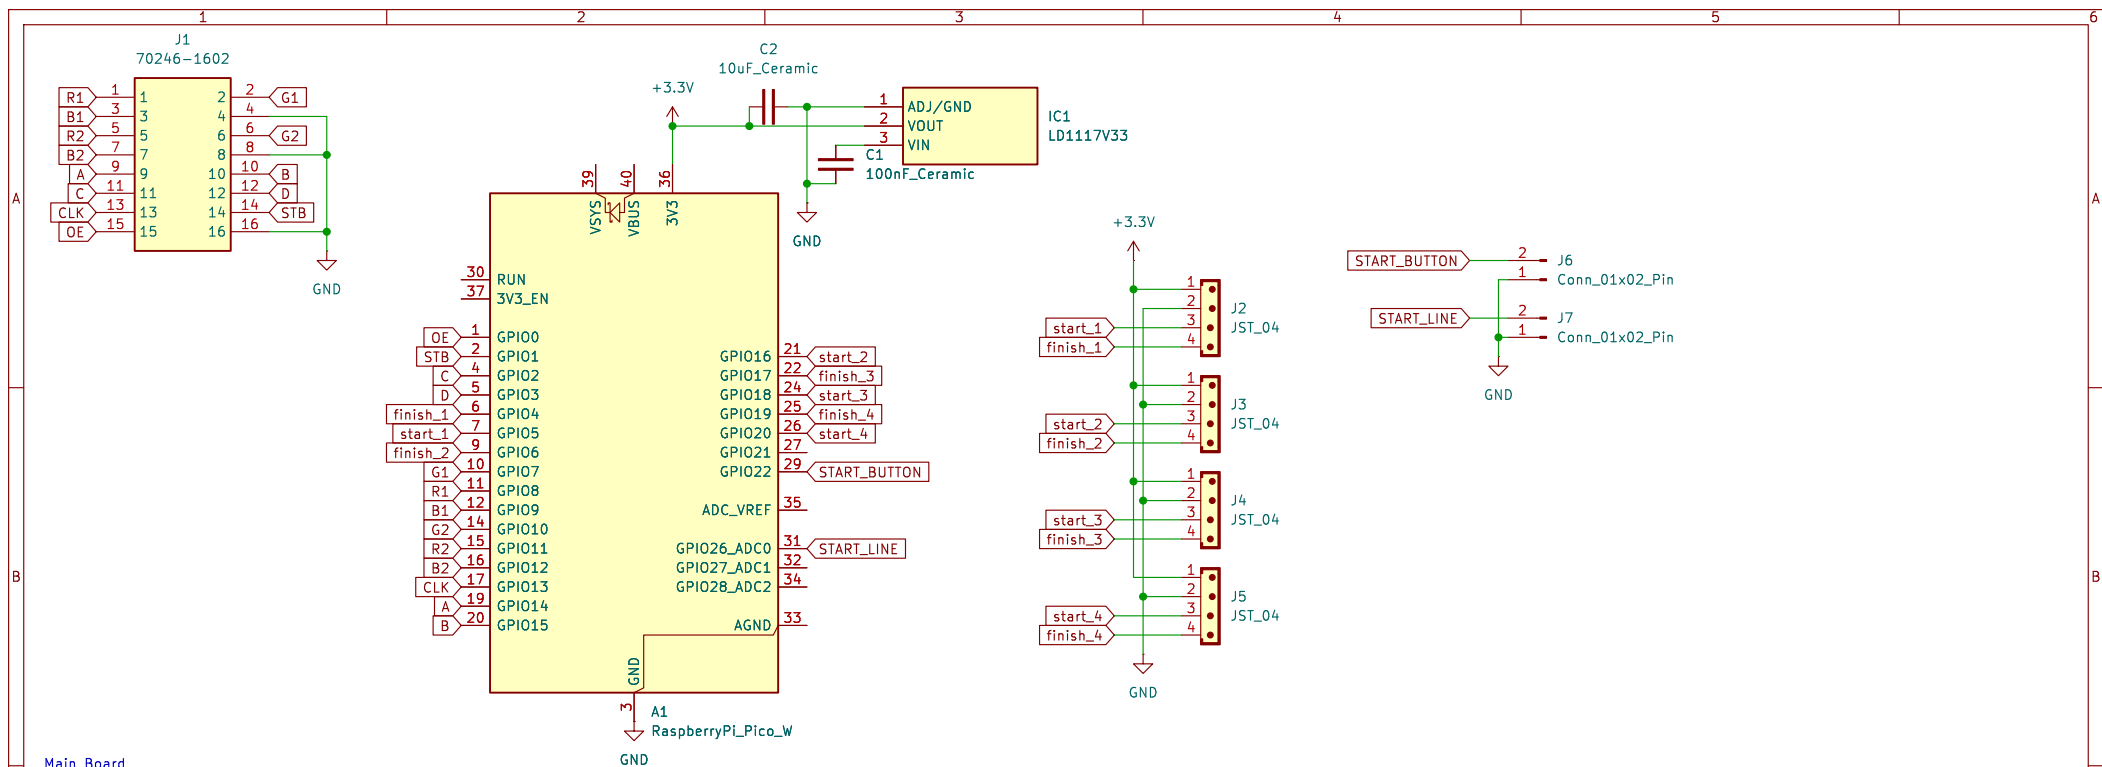 1 2 3 4 5 6
A
B
A
B
J1
70246-1602
R1 1 1 2 2 G1
B1 3 3 4 4
R2 5 5 6 6 G2
B2 7 7 8 8
A 9 9 10 10 B
C 11 11 12 12 D
CLK 13 13 14 14 STB
OE 15 15 16 16
GND
C2
10uF_Ceramic
+3.3V
1 ADJ/GND
2 VOUT
3 VIN
IC1
LD1117V33
C1
100nF_Ceramic
GND
39 40 36
VSYS VBUS 3V3
30 RUN
37 3V3_EN
OE 1 GPIO0
STB 2 GPIO1
C 4 GPIO2
D 5 GPIO3
finish_1 6 GPIO4
start_1 7 GPIO5
finish_2 9 GPIO6
G1 10 GPIO7
R1 11 GPIO8
B1 12 GPIO9
G2 14 GPIO10
R2 15 GPIO11
B2 16 GPIO12
CLK 17 GPIO13
A 19 GPIO14
B 20 GPIO15
GPIO16 21 start_2
GPIO17 22 finish_3
GPIO18 24 start_3
GPIO19 25 finish_4
GPIO20 26 start_4
GPIO21 27
GPIO22 29 START_BUTTON
ADC_VREF 35
GPIO26_ADC0 31 START_LINE
GPIO27_ADC1 32
GPIO28_ADC2 34
AGND 33
GND
3
A1
RaspberryPi_Pico_W
GND
+3.3V
1
2
start_1 3
finish_1 4
J2
JST_04
1
2
start_2 3
finish_2 4
J3
JST_04
1
2
start_3 3
finish_3 4
J4
JST_04
1
2
start_4 3
finish_4 4
J5
JST_04
GND
START_BUTTON 2 J6
1 Conn_01x02_Pin
START_LINE 2 J7
1 Conn_01x02_Pin
GND
Main Board